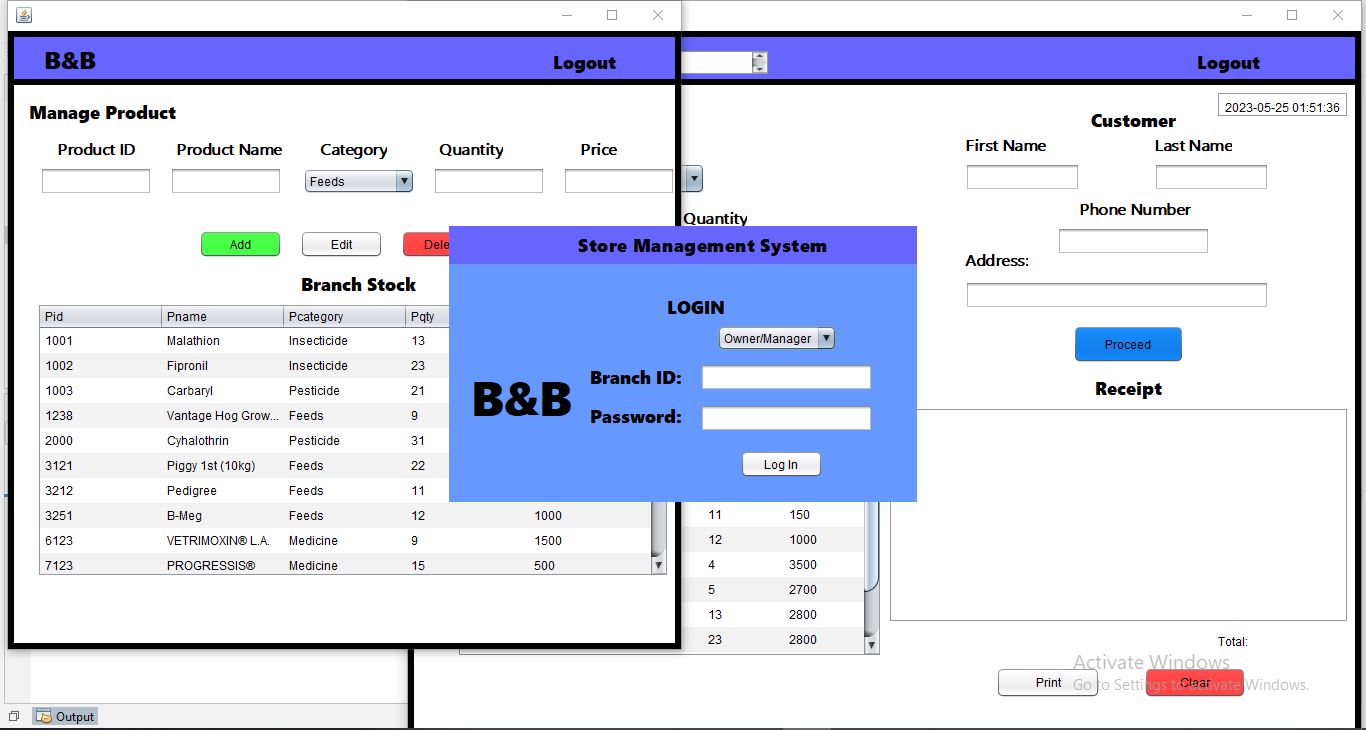 B&B
Logout
Manage Product
Product ID Product Name Category Quantity Price
Feeds
Add Edit Dele
Branch Stock
Pid Pname Pcategory Pqty
1001 Malathion Insecticide 13
1002 Fipronil Insecticide 23
1003 Carbaryl Pesticide 21
1238 Vantage Hog Grow... Feeds 9
2000 Cyhalothrin Pesticide 31
3121 Piggy 1st (10kg) Feeds 22
3212 Pedigree Feeds 11
3251 B-Meg Feeds 12 1000
6123 VETRIMOXIN® L.A. Medicine 9 1500
7123 PROGRESSIS® Medicine 15 500
Output
Store Management System
LOGIN
Owner/Manager
B&B
Branch ID:
Password:
Log In
Logout
2023-05-25 01:51:36
Quantity
11 150
12 1000
4 3500
5 2700
13 2800
23 2800
Customer
First Name Last Name
Phone Number
Address:
Proceed
Receipt
Total:
Print Clear
Activate Windows
Go to Settings to activate Windows.